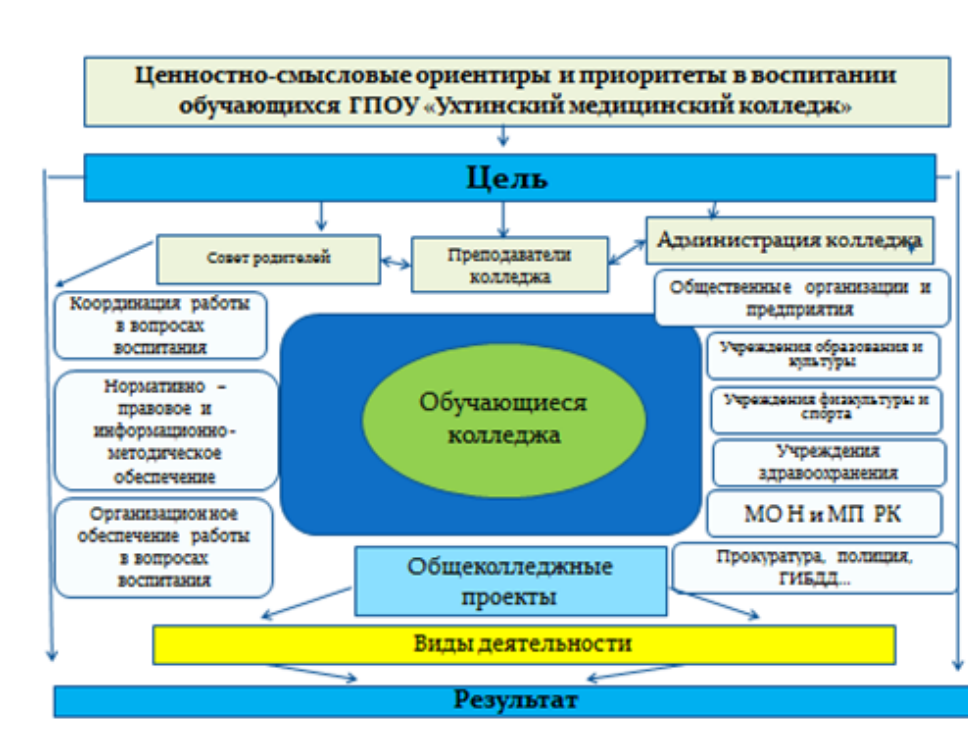 Ценностно-смысловые ориентиры и приоритеты в воспитании
обучающихся ГПОУ «Ухтинский медицинский колледж»
Цель
Совет родителей
Преподаватели
колледжа
Администрация колледжа
Координация работы
в вопросах
воспитания
Нормативно –
правовое и
информационно-
методическое
обеспечение
Организационное
обеспечение работы
в вопросах
воспитания
Обучающиеся
колледжа
Общественные организации и
предприятия
Учреждения образования и
культуры
Учреждения физкультуры и
спорта
Учреждения
здравоохранения
МО Н и МП РК
Прокуратура, полиция,
ГИБДД...
Общеколледжные
проекты
Виды деятельности
Результат